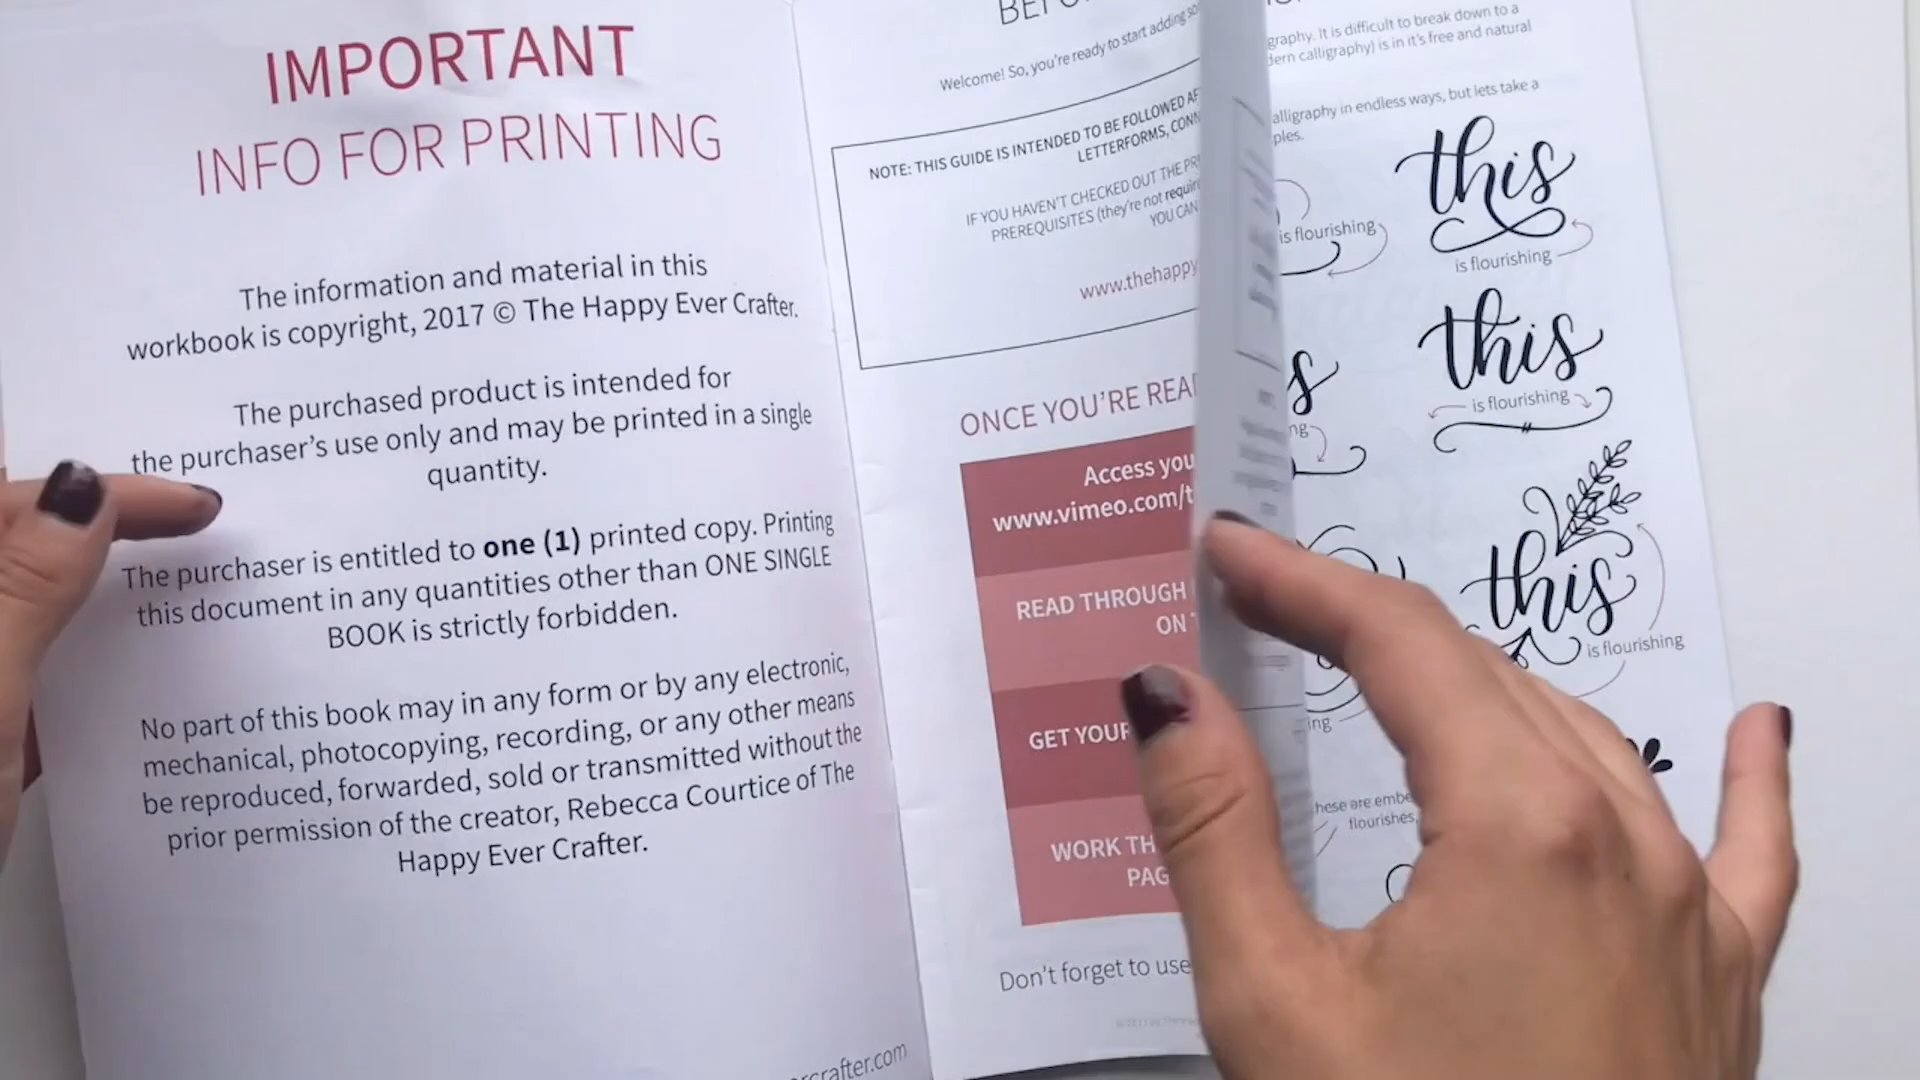 IMPORTANT
INFO FOR PRINTING
The information and material in this
workbook is copyright, 2017 © The Happy Ever Crafter.
The purchased product is intended for
the purchaser's use only and may be printed in a single
quantity.
The purchaser is entitled to one (1) printed copy. Printing
this document in any quantities other than ONE SINGLE
BOOK is strictly forbidden.
No part of this book may in any form or by any electronic,
mechanical, photocopying, recording, or any other means
be reproduced, forwarded, sold or transmitted without the
prior permission of the creator, Rebecca Courtice of The
Happy Ever Crafter.
crafter.com
Welcome! So, you're ready to start adding
NOTE: THIS GUIDE IS INTENDED TO BE FOLLOWED
LETTERFORMS,
IF YOU HAVEN'T CHECKED OUT THE
PREREQUISITES (they're not
YOU CAN
www.thehappy
ONCE YOU'RE
Access
www.vimeo.com/t
READ THROUGH
ON
GET YOUR
WORK
Don't forget to use
graphy. It is difficult to break down to a
calligraphy) is in it's free and natural
alligraphy in endless ways, but lets take a
ples.
this
is flourishing
is flourishing
this
is flourishing
s
ng
this
is flourishing
ing
hese are
flourishes,